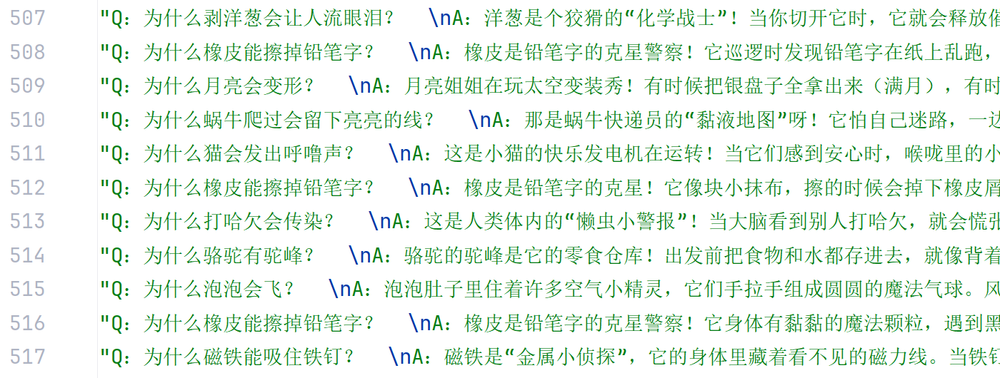 507 "Q：为什么剥洋葱会让人流眼泪？  \nA：洋葱是个狡猾的“化学战士”！当你切开它时，它就会释放催
508 "Q：为什么橡皮能擦掉铅笔字？  \nA：橡皮是铅笔字的克星警察！它巡逻时发现铅笔字在纸上乱跑，
509 "Q：为什么月亮会变形？  \nA：月亮姐姐在玩太空变装秀！有时候把银盘子全拿出来（满月），有时
510 "Q：为什么蜗牛爬过会留下亮亮的线？  \nA：那是蜗牛快递员的“黏液地图”呀！它怕自己迷路，一边
511 "Q：为什么猫会发出呼噜声？  \nA：这是小猫的快乐发电机在运转！当它们感到安心时，喉咙里的小
512 "Q：为什么橡皮能擦掉铅笔字？  \nA：橡皮是铅笔字的克星！它像块小抹布，擦的时候会掉下橡皮屑
513 "Q：为什么打哈欠会传染？  \nA：这是人类体内的“懒虫小警报”！当大脑看到别人打哈欠，就会慌张
514 "Q：为什么骆驼有驼峰？  \nA：骆驼的驼峰是它的零食仓库！出发前把食物和水都存进去，就像背着
515 "Q：为什么泡泡会飞？  \nA：泡泡肚子里住着许多空气小精灵，它们手拉手组成圆圆的魔法气球。风
516 "Q：为什么橡皮能擦掉铅笔字？  \nA：橡皮是铅笔字的克星警察！它身体有黏黏的魔法颗粒，遇到黑
517 "Q：为什么磁铁能吸住铁钉？  \nA：磁铁是“金属小侦探”，它的身体里藏着看不见的磁力线。当铁钉